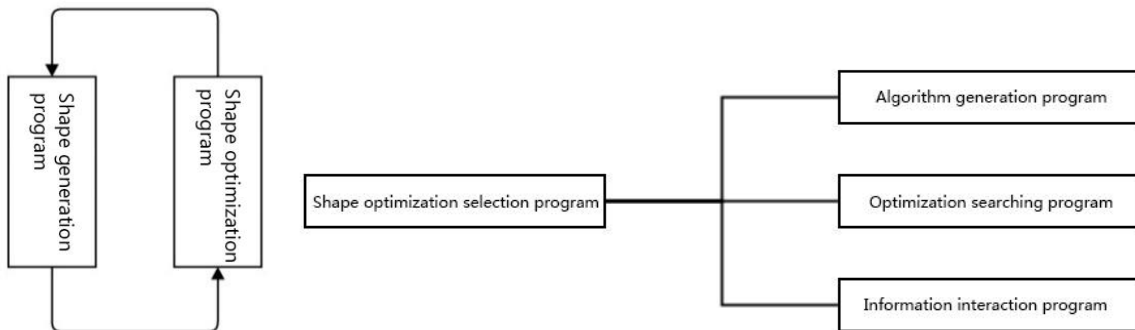 Shape generation
program
Shape optimization
program
Shape optimization selection program
Algorithm generation program
Optimization searching program
Information interaction program